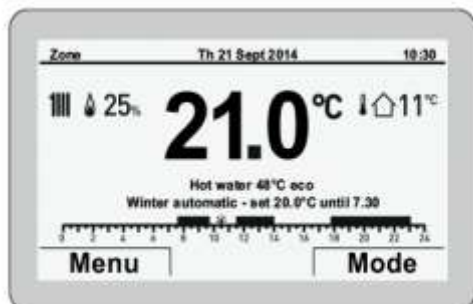 Zone Th 21 Sept 2014 10:30
25% 21.0°C 11°C
Hot water 48°C eco
Winter automatic - set 20.0°C until 7.30
0 2 4 6 8 10 12 14 16 18 20 22 24
Menu Mode